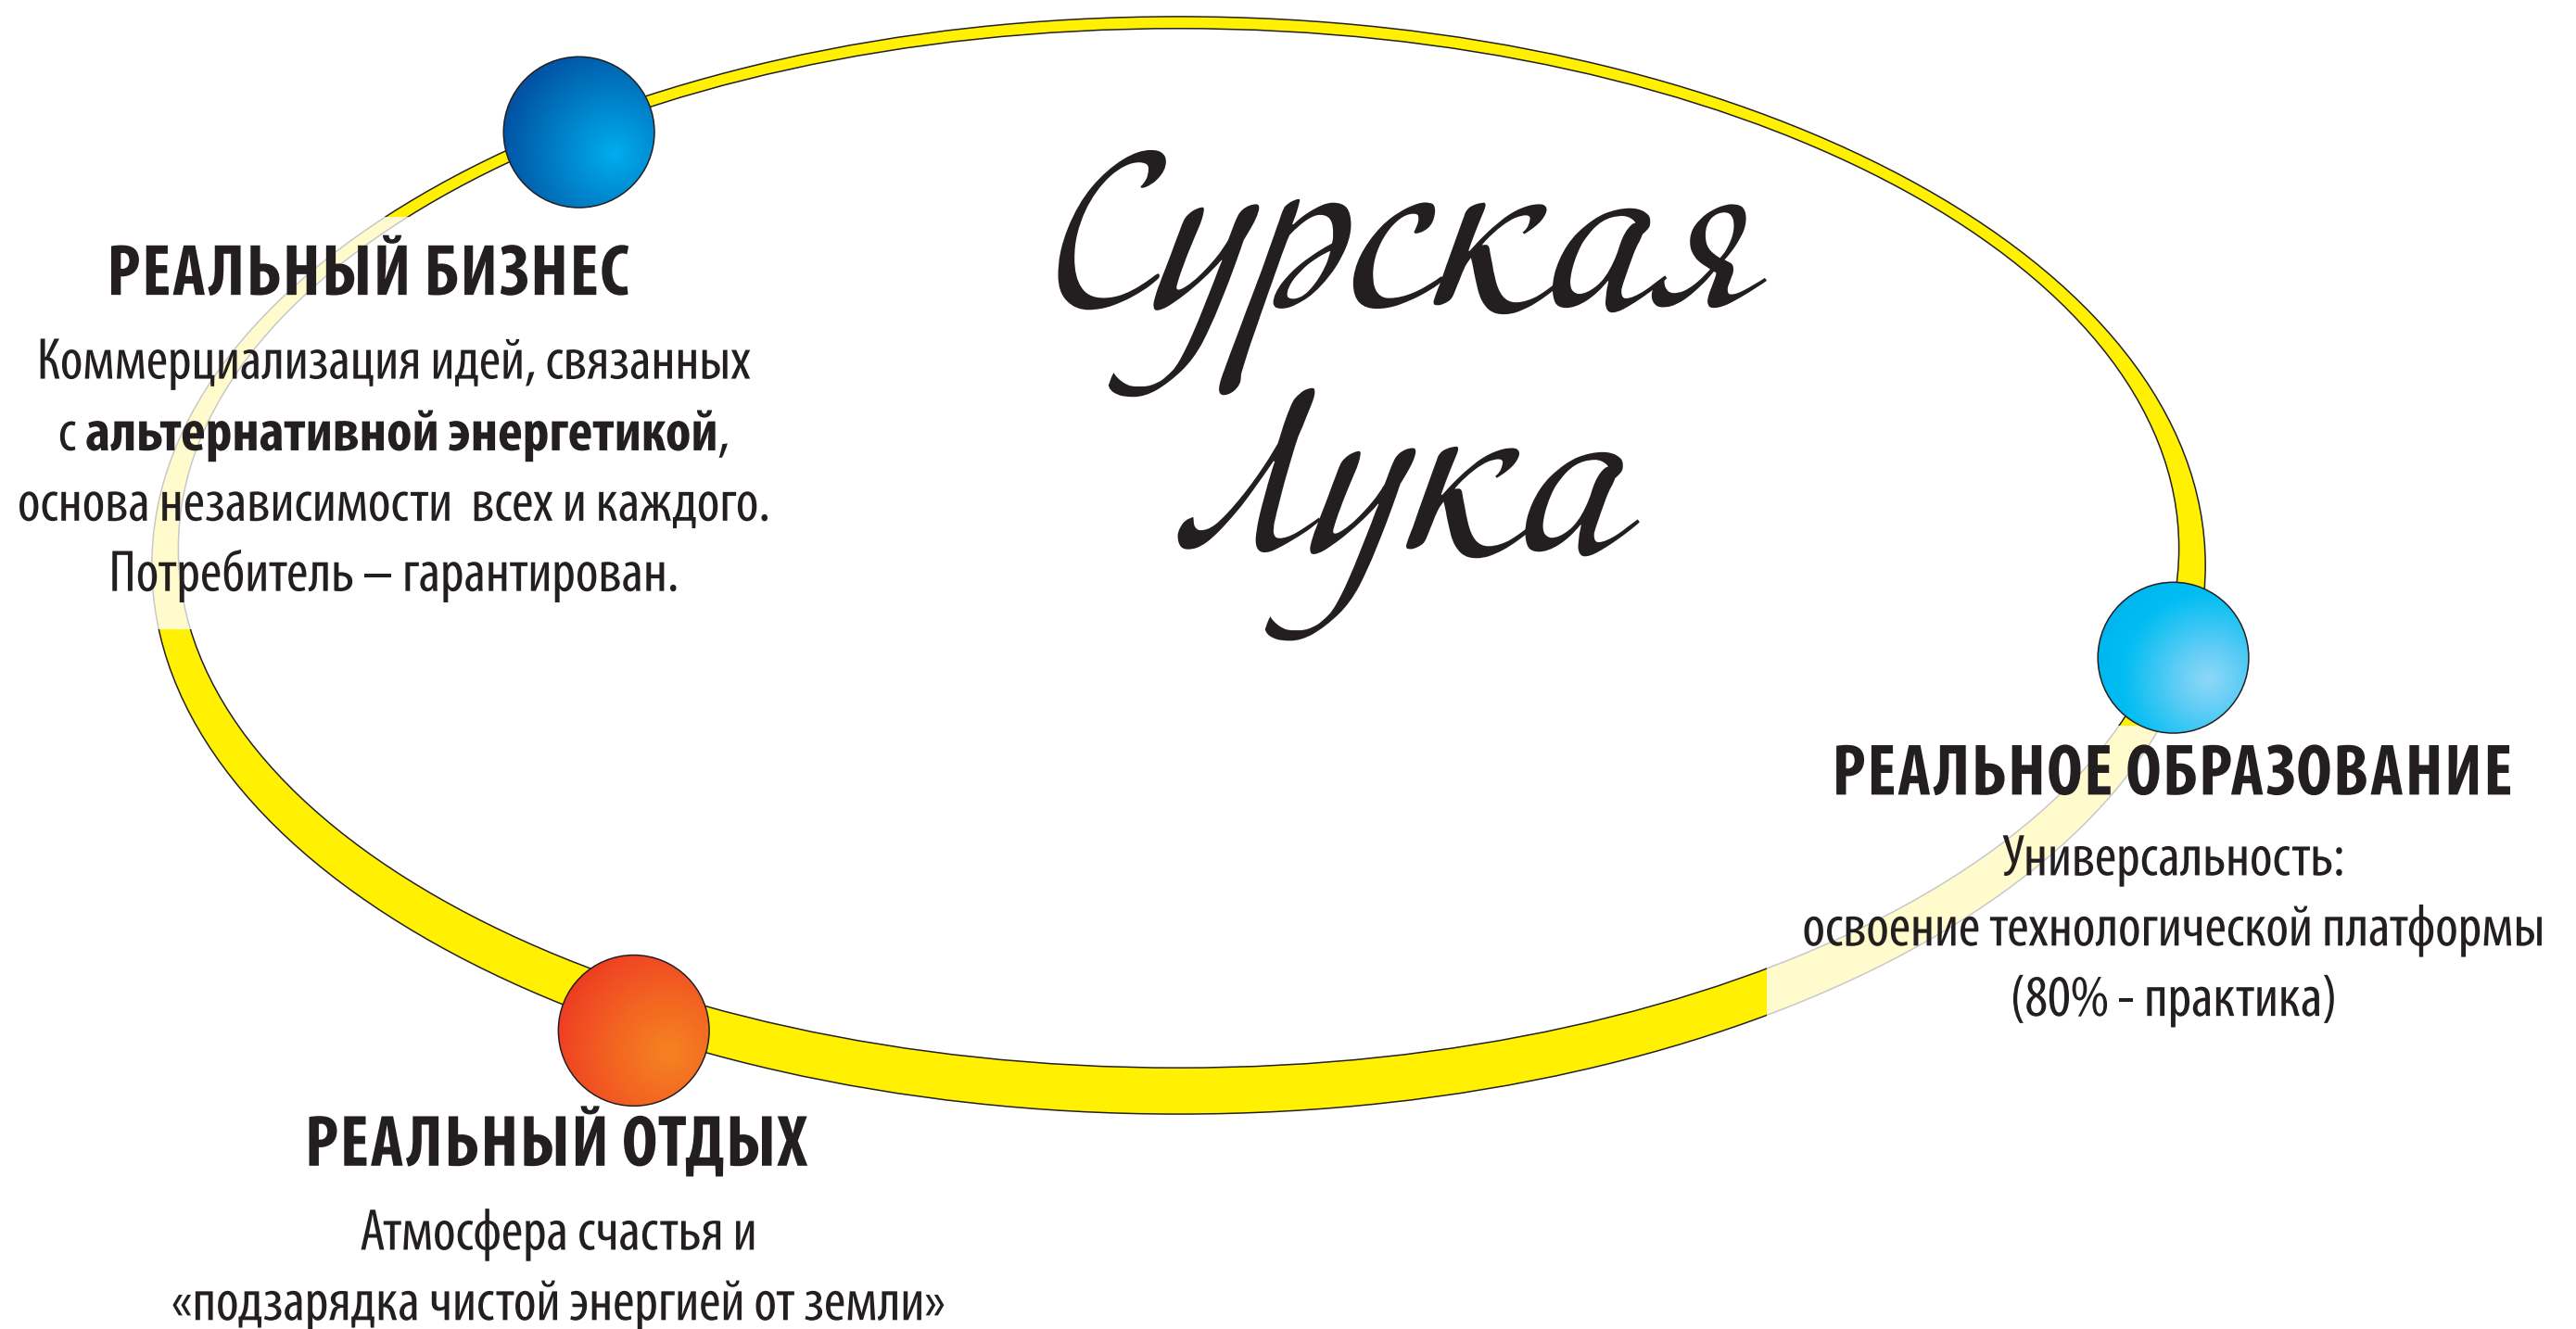 Сурская
Лука
РЕАЛЬНЫЙ БИЗНЕС
Коммерциализация идей, связанных
с альтернативной энергетикой,
основа независимости всех и каждого.
Потребитель – гарантирован.
РЕАЛЬНОЕ ОБРАЗОВАНИЕ
Универсальность:
освоение технологической платформы
(80% - практика)
РЕАЛЬНЫЙ ОТДЫХ
Атмосфера счастья и
«подзарядка чистой энергией от земли»